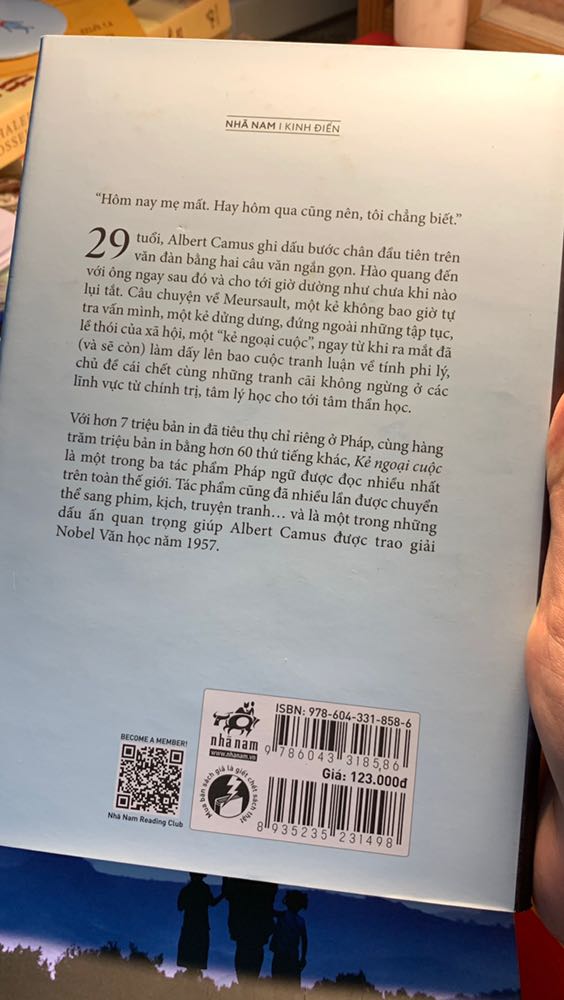 NHÃ NAM | KINH ĐIỂN
“Hôm nay mẹ mất. Hay hôm qua cũng nên, tôi chẳng biết.”
29 tuổi, Albert Camus ghi dấu bước chân đầu tiên trên
văn đàn bằng hai câu văn ngắn gọn. Hào quang đến
với ông ngay sau đó và cho tới giờ dường như chưa khi nào
lụi tắt. Câu chuyện về Meursault, một kẻ không bao giờ tự
tra vấn mình, một kẻ dửng dưng, đứng ngoài những tập tục,
lề thói của xã hội, một “kẻ ngoại cuộc”, ngay từ khi ra mắt đã
(và sẽ còn) làm dấy lên bao cuộc tranh luận về tính phi lý,
chủ đề cái chết cùng những tranh cãi không ngừng ở các
lĩnh vực từ chính trị, tâm lý học cho tới tâm thần học.
Với hơn 7 triệu bản in đã tiêu thụ chỉ riêng ở Pháp, cùng hàng
trăm triệu bản in bằng hơn 60 thứ tiếng khác, Kẻ ngoại cuộc
là một trong ba tác phẩm Pháp ngữ được đọc nhiều nhất
trên toàn thế giới. Tác phẩm cũng đã nhiều lần được chuyển
thể sang phim, kịch, truyện tranh… và là một trong những
dấu ấn quan trọng giúp Albert Camus được trao giải
Nobel Văn học năm 1957.
BECOME A MEMBER!
Nhã Nam Reading Club
nhã nam
www.nhanam.vn
Mua bán sách giả là giết chết sách thật
ISBN: 978-604-331-858-6
9 786043 318586
Giá: 123.000đ
8 935235 231498